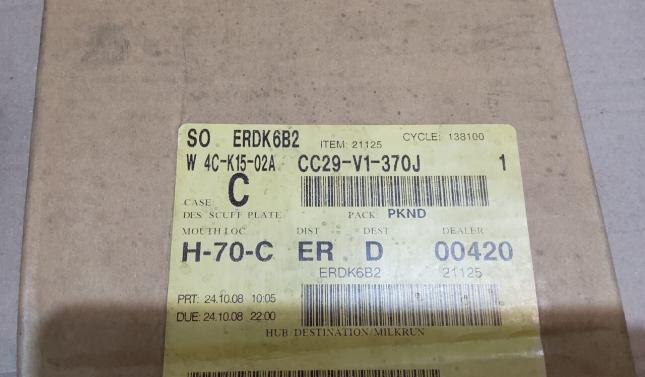 SO ERDK6B2 ITEM: 21125 CYCLE: 138100
W 4C-K15-02A CC29-V1-370J 1
CASE C
DES. SCUFF PLATE PACK PKND
MOUTH LOC DIST DEST DEALER
H-70-C ER D 00420
ERDK6B2 21125
PRT: 24.10.08 10:05
DUE: 24.10.08 22:00
HUB/DESTINATION/MILKRUN